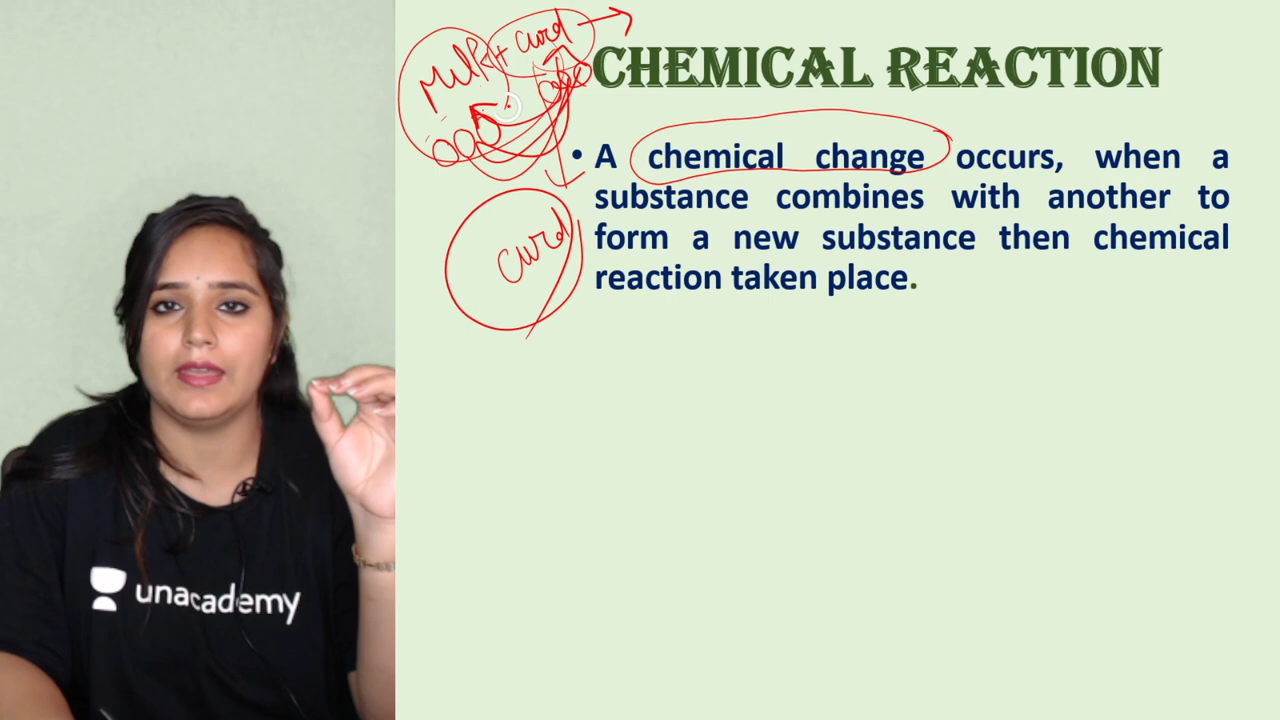 Milk + curd →
CHEMICAL REACTION
• A chemical change occurs, when a
substance combines with another to
form a new substance then chemical
reaction taken place.
curd
unacademy